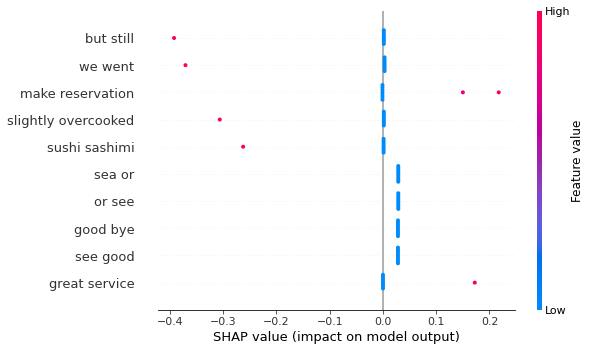 High
but still
we went
make reservation
slightly overcooked
sushi sashimi
sea or
or see
good bye
see good
great service
Feature value
Low
−0.4 −0.3 −0.2 −0.1 0.0 0.1 0.2
SHAP value (impact on model output)